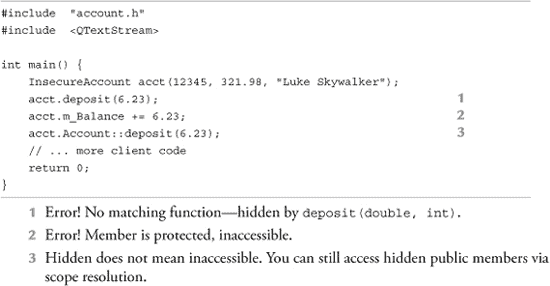 #include  "account.h"
#include  <QTextStream>
int main() {
    InsecureAccount acct(12345, 321.98, "Luke Skywalker");
    acct.deposit(6.23);    1
    acct.m_Balance += 6.23;    2
    acct.Account::deposit(6.23);    3
    // ... more client code
    return 0;
}
1 Error! No matching function—hidden by deposit(double, int).
2 Error! Member is protected, inaccessible.
3 Hidden does not mean inaccessible. You can still access hidden public members via
scope resolution.